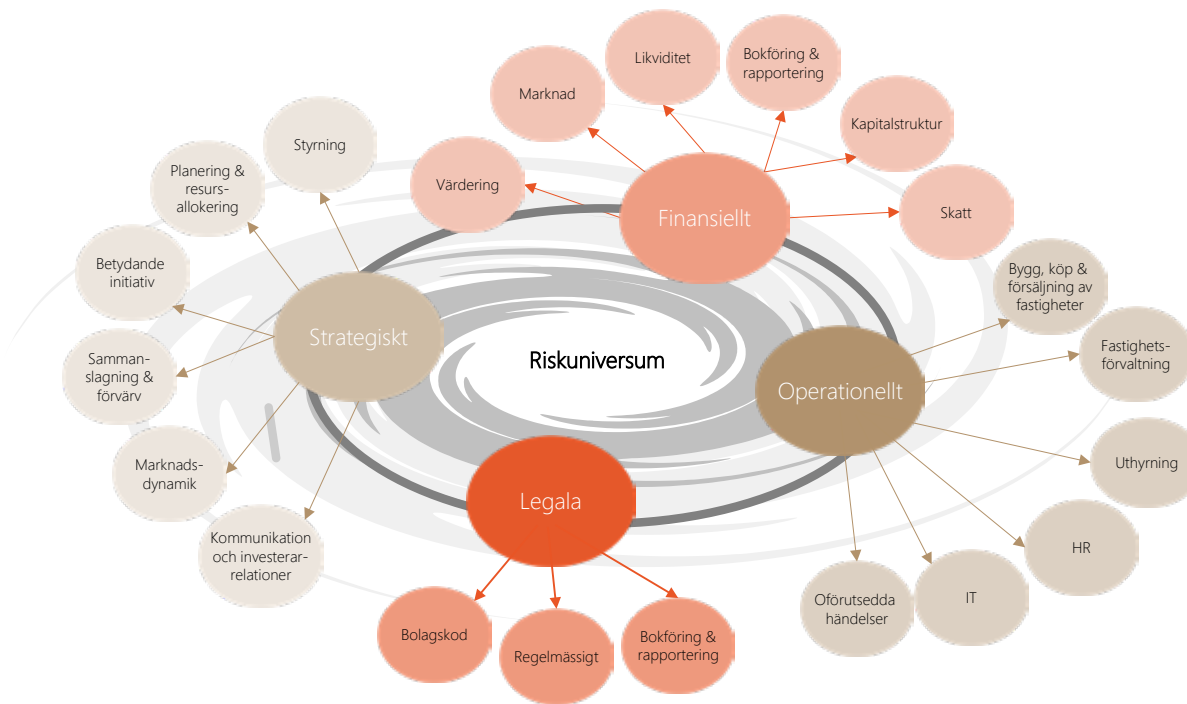 Likviditet
Bokföring &
rapportering
Marknad
Kapitalstruktur
Styrning
Planering &
resurs-
allokering
Värdering
Finansiellt
Skatt
Betydande
initiativ
Bygg, köp &
försäljning av
fastigheter
Strategiskt
Samman-
slagning &
förvärv
Riskuniversum
Fastighets-
förvaltning
Operationellt
Marknads-
dynamik
Uthyrning
Legala
Kommunikation
och investerar-
relationer
HR
Oförutsedda
händelser
IT
Bolagskod
Regelmässigt
Bokföring &
rapportering